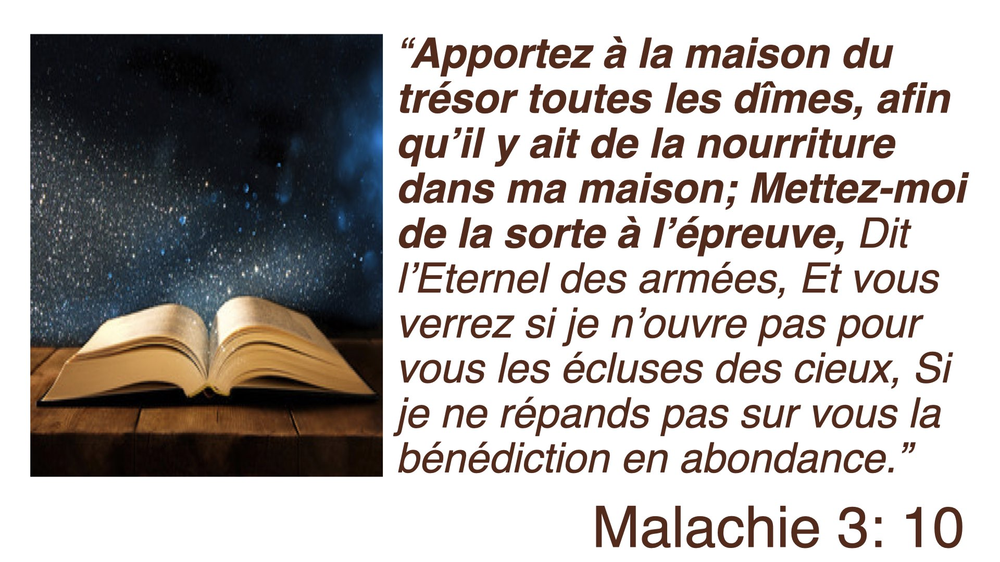 “Apportez à la maison du
trésor toutes les dîmes, afin
qu’il y ait de la nourriture
dans ma maison; Mettez-moi
de la sorte à l’épreuve, Dit
l’Eternel des armées, Et vous
verrez si je n’ouvre pas pour
vous les écluses des cieux, Si
je ne répands pas sur vous la
bénédiction en abondance.”
Malachie 3: 10